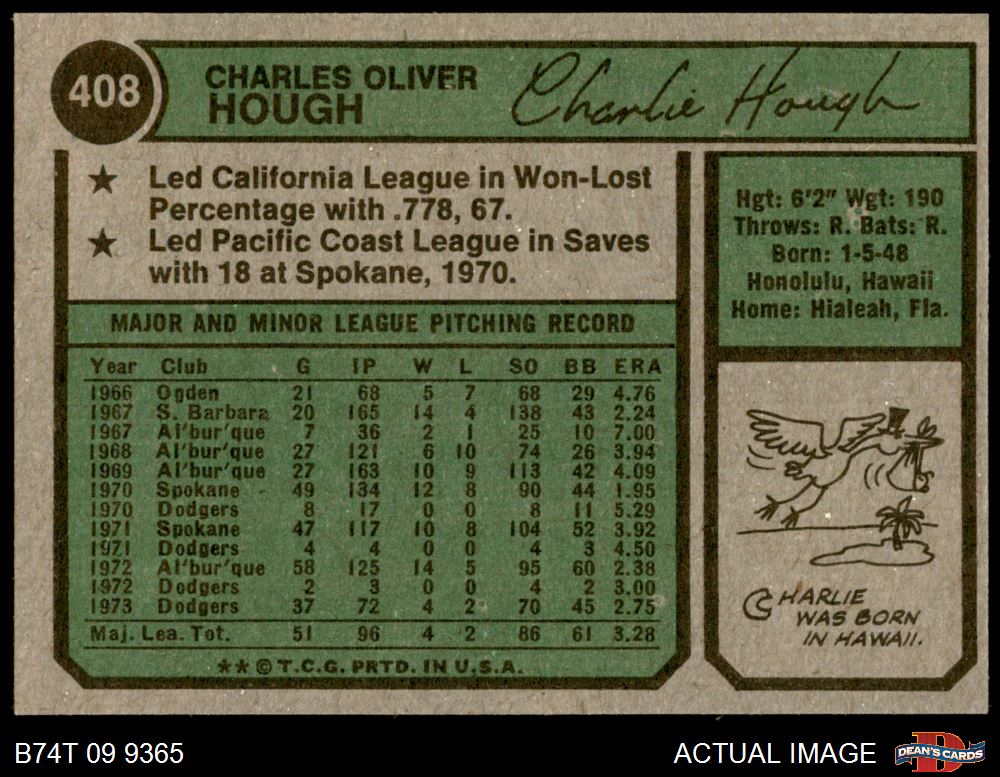 408
CHARLES OLIVER
HOUGH
Charlie Hough
★ Led California League in Won-Lost
Percentage with .778, 67.
★ Led Pacific Coast League in Saves
with 18 at Spokane, 1970.
MAJOR AND MINOR LEAGUE PITCHING RECORD
Year Club G IP W L SO BB ERA
1966 Ogden 21 68 5 7 68 29 4.76
1967 S. Barbara 20 165 14 4 138 43 2.24
1967 Al'bur'que 7 36 2 1 25 10 7.00
1968 Al'bur'que 27 121 6 10 74 26 3.94
1969 Al'bur'que 27 163 10 9 113 42 4.09
1970 Spokane 49 134 12 8 90 44 1.95
1970 Dodgers 8 17 0 0 8 11 5.29
1971 Spokane 47 117 10 8 104 52 3.92
1971 Dodgers 4 4 0 0 4 3 4.50
1972 Al'bur'que 58 125 14 5 95 60 2.38
1972 Dodgers 2 3 0 0 4 2 3.00
1973 Dodgers 37 72 4 2 70 45 2.75
Maj. Lea. Tot. 51 96 4 2 86 61 3.28
★★ © T.C.G. PRTD. IN U.S.A.
Hgt: 6'2" Wgt: 190
Throws: R. Bats: R.
Born: 1-5-48
Honolulu, Hawaii
Home: Hialeah, Fla.
CHARLIE
WAS BORN
IN HAWAII.
B74T 09 9365
ACTUAL IMAGE
D
DEAN'S CARDS